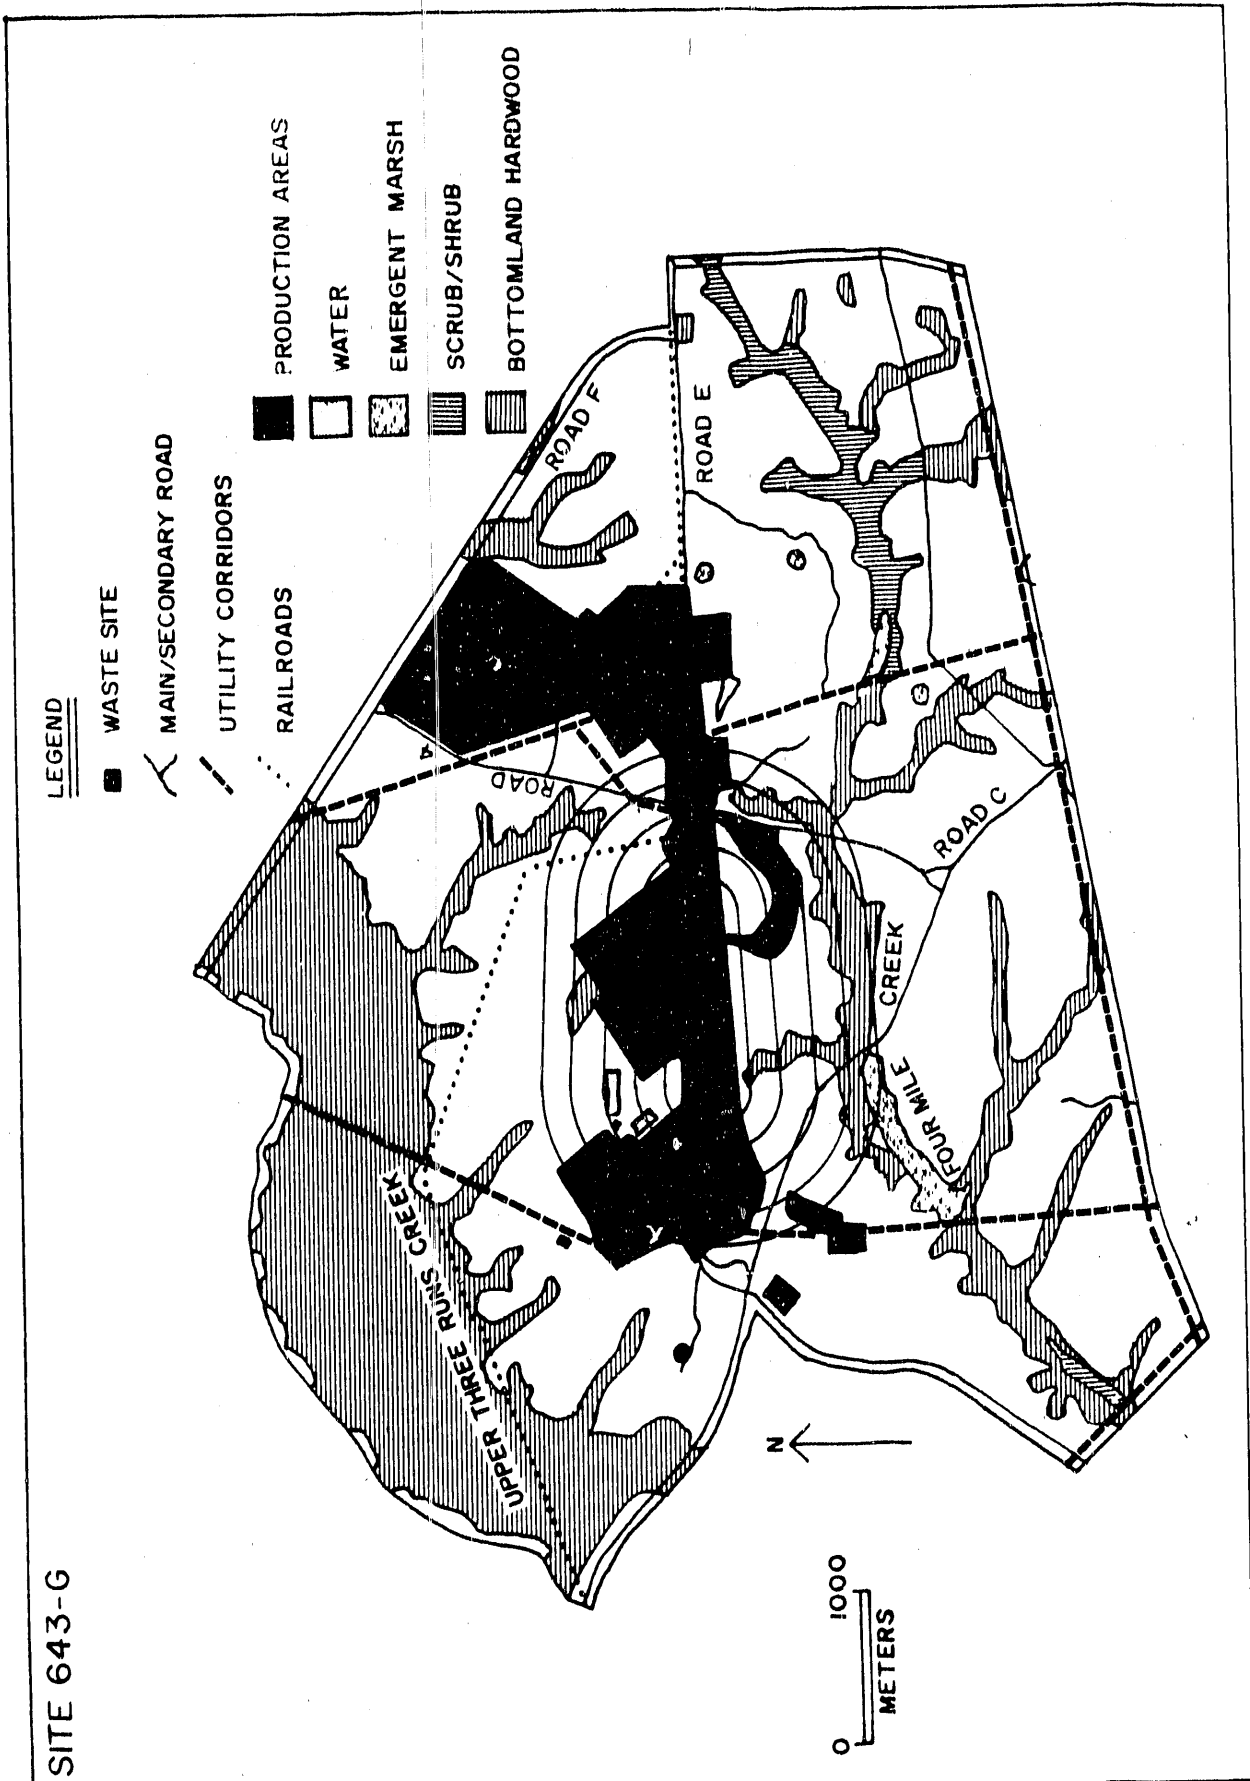 SITE 643-G
LEGEND
WASTE SITE
MAIN/SECONDARY ROAD
UTILITY CORRIDORS
RAILROADS
PRODUCTION AREAS
WATER
EMERGENT MARSH
SCRUB/SHRUB
BOTTOMLAND HARDWOOD
UPPER THREE RUNS CREEK
ROAD 4
ROAD F
ROAD E
ROAD C
FOUR MILE CREEK
N
0 1000
METERS